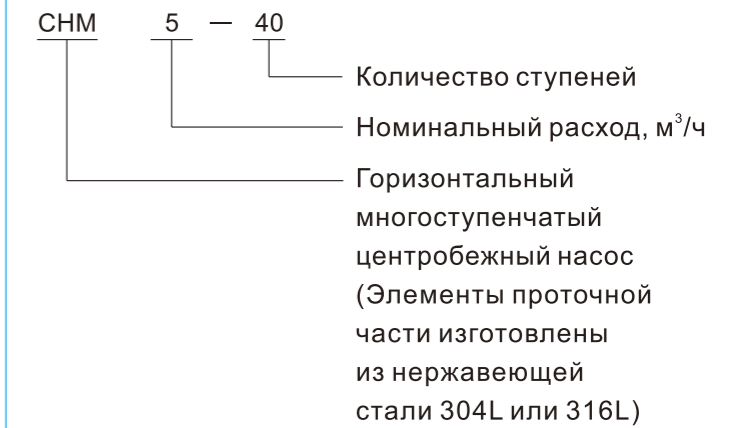 CHM 5 — 40
Количество ступеней
Номинальный расход, м³/ч
Горизонтальный
многоступенчатый
центробежный насос
(Элементы проточной
части изготовлены
из нержавеющей
стали 304L или 316L)